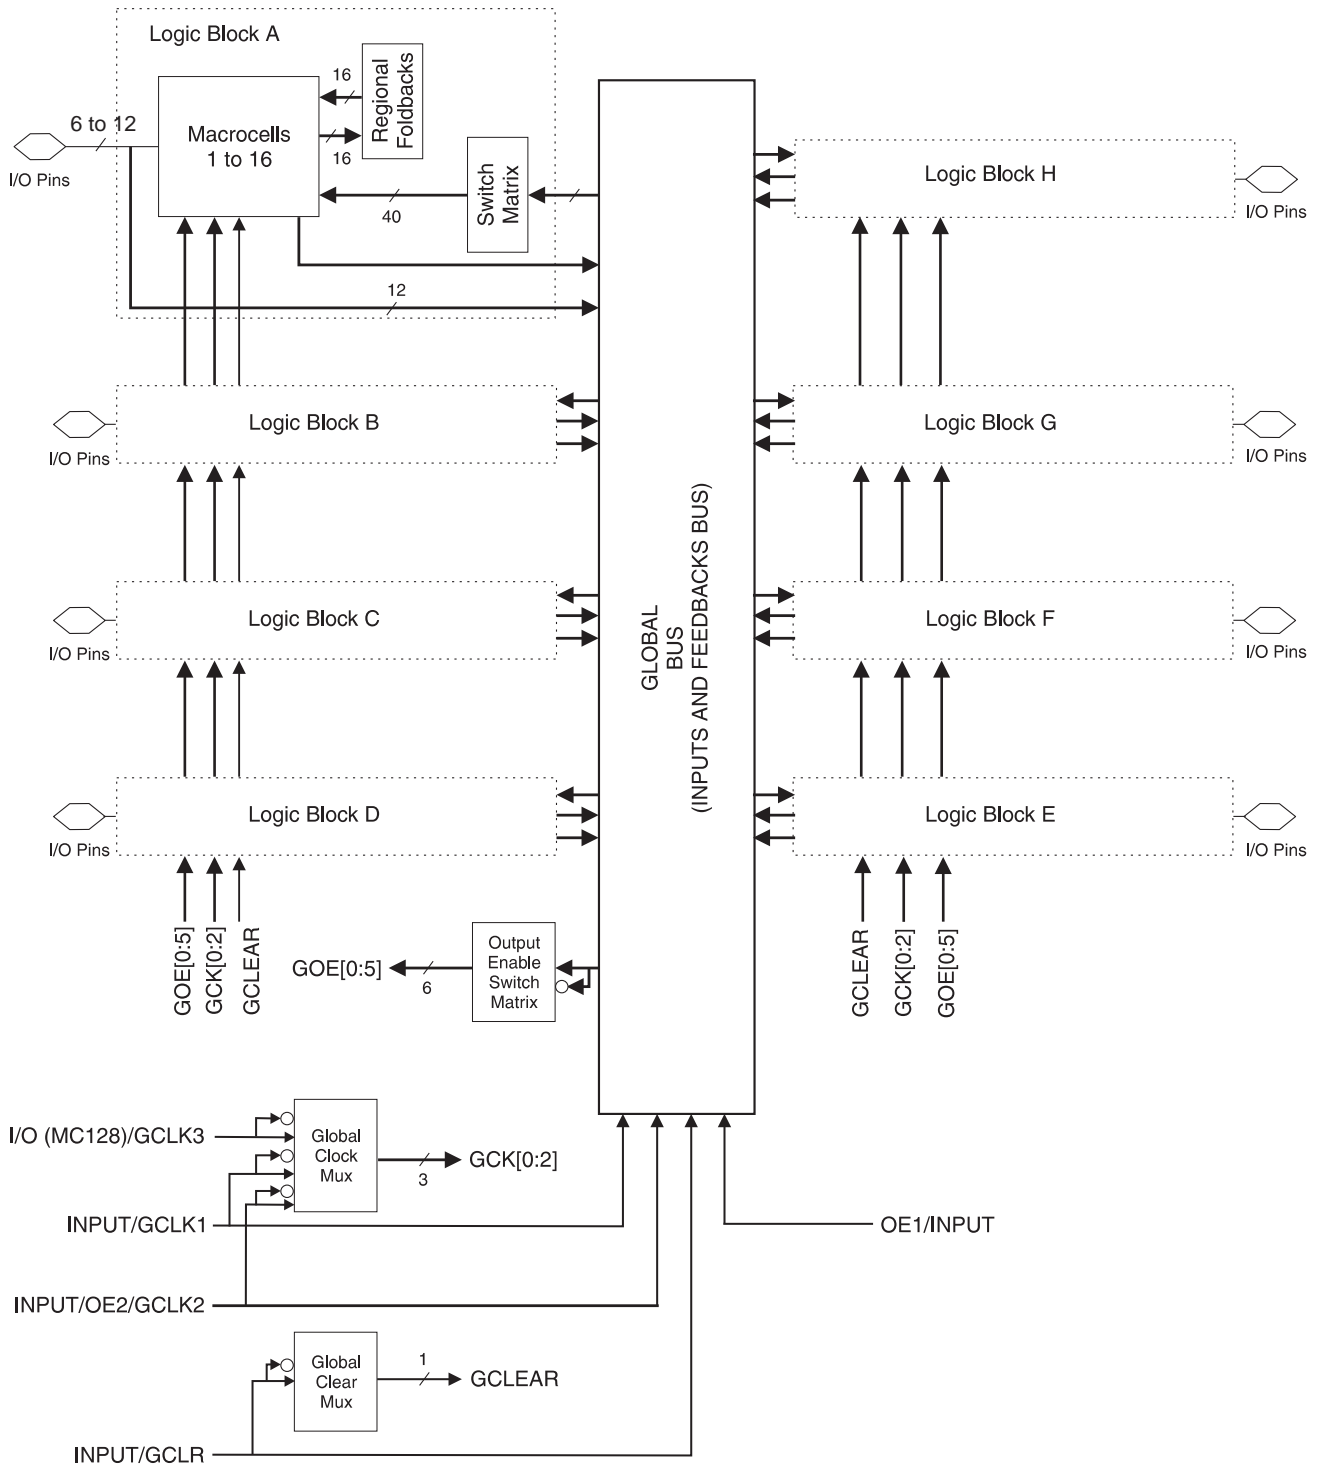 Logic Block A
16
Regional
Foldbacks
6 to 12
Macrocells
1 to 16
16
I/O Pins
40
Switch
Matrix
12
Logic Block H
I/O Pins
Logic Block B
I/O Pins
Logic Block G
I/O Pins
GLOBAL
BUS
(INPUTS AND FEEDBACKS BUS)
Logic Block C
I/O Pins
Logic Block F
I/O Pins
Logic Block D
I/O Pins
Logic Block E
I/O Pins
GOE[0:5]
GCK[0:2]
GCLEAR
GOE[0:5]
6
Output
Enable
Switch
Matrix
GCLEAR
GCK[0:2]
GOE[0:5]
I/O (MC128)/GCLK3
Global
Clock
Mux
3
GCK[0:2]
INPUT/GCLK1
OE1/INPUT
INPUT/OE2/GCLK2
Global
Clear
Mux
1
GCLEAR
INPUT/GCLR